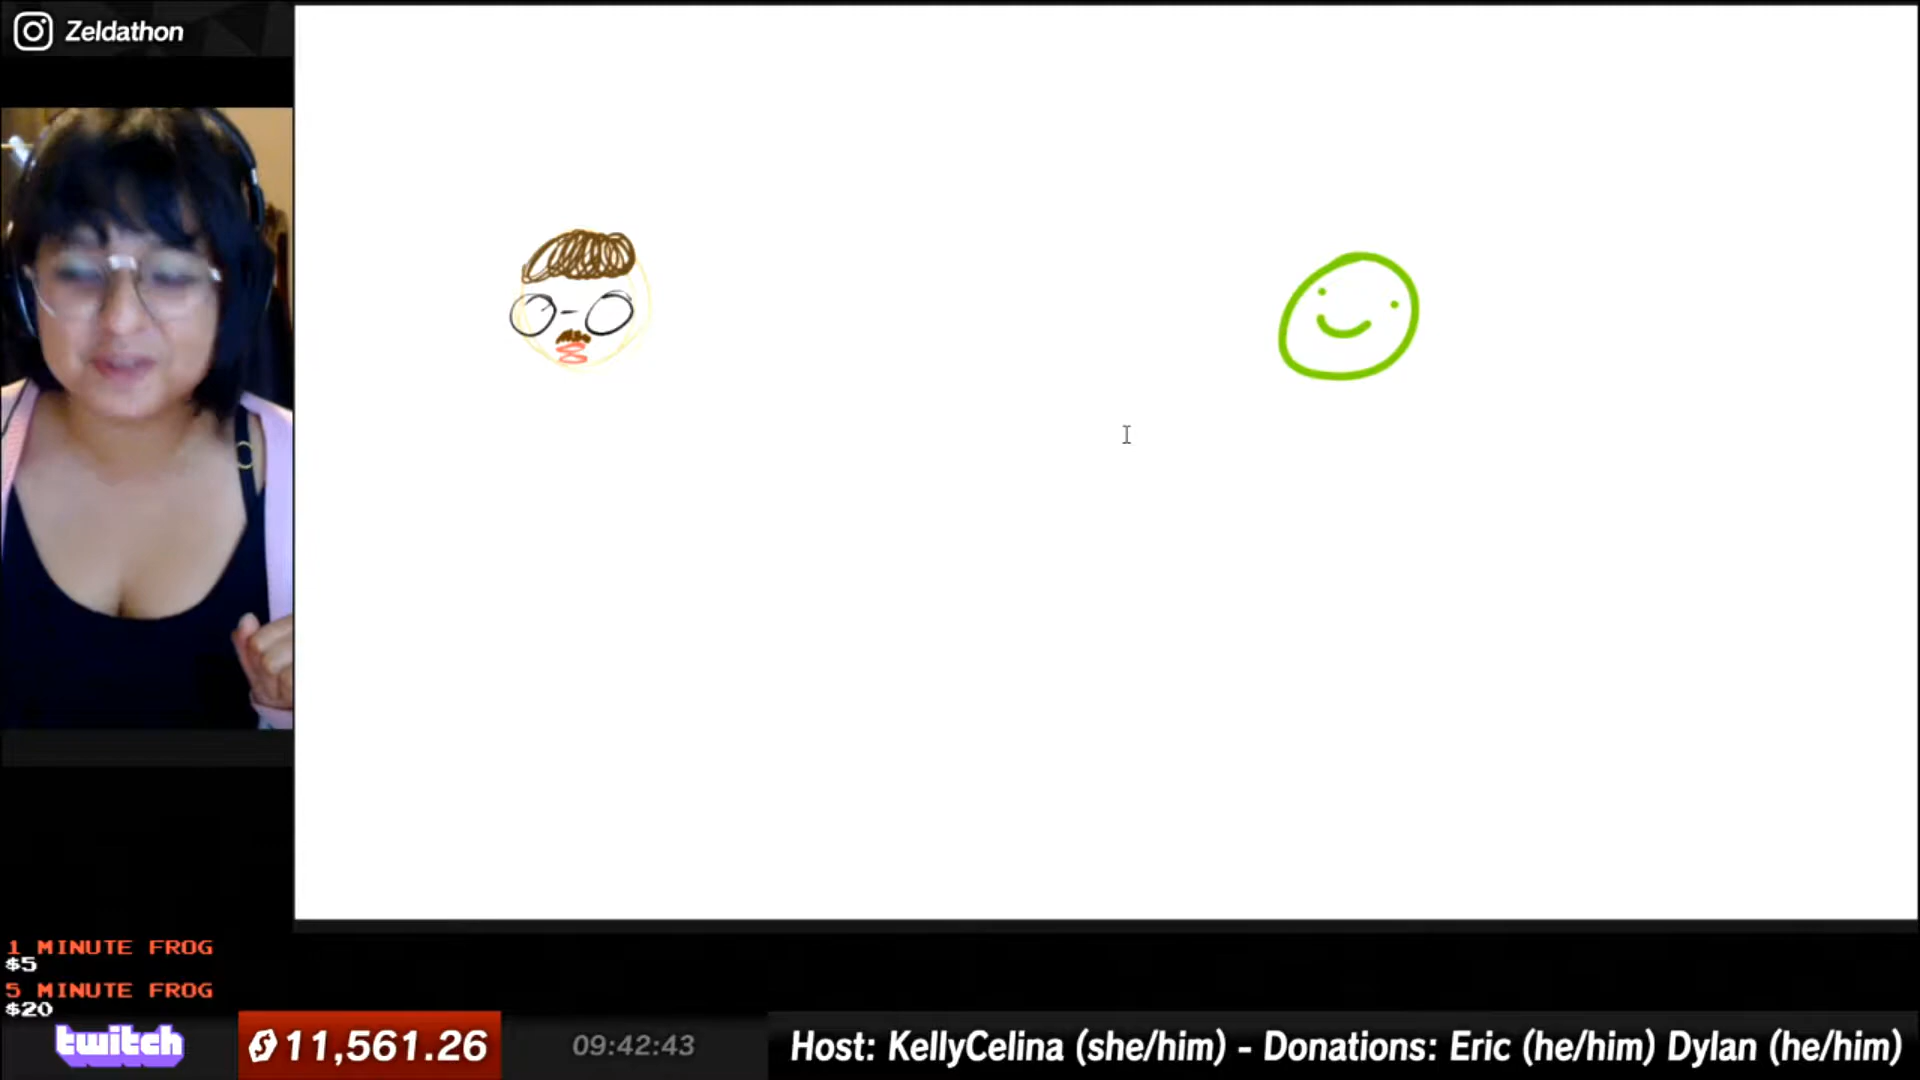 Zeldathon
1 MINUTE FROG
$5
5 MINUTE FROG
$20
twitch
$11,561.26
09:42:43
Host: KellyCelina (she/him) - Donations: Eric (he/him) Dylan (he/him)